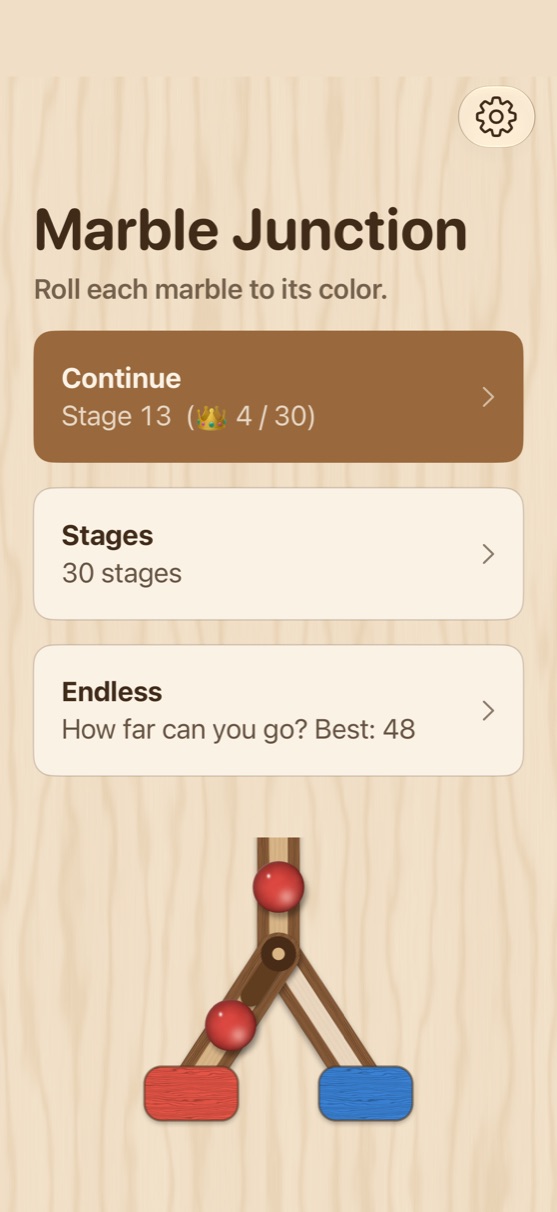 Marble Junction
Roll each marble to its color.
Continue
Stage 13 (👑 4 / 30)
Stages
30 stages
Endless
How far can you go? Best: 48